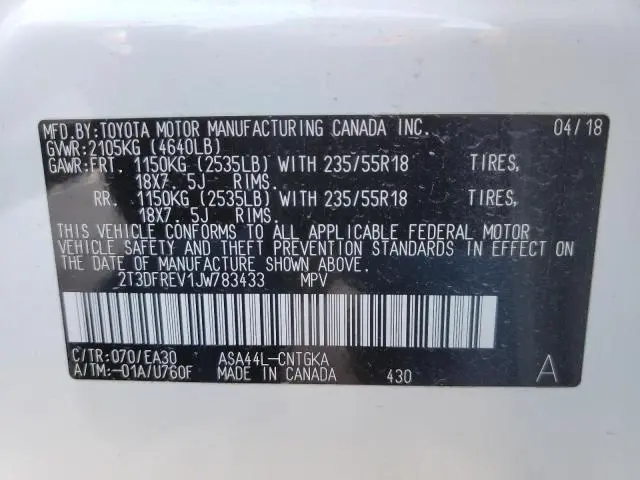 MFD.BY:TOYOTA MOTOR MANUFACTURING CANADA INC. 04/18
GVWR:2105KG (4640LB)
GAWR:FRT. 1150KG (2535LB) WITH 235/55R18 TIRES,
18X7.5J RIMS.
RR. 1150KG (2535LB) WITH 235/55R18 TIRES,
18X7.5J RIMS.
THIS VEHICLE CONFORMS TO ALL APPLICABLE FEDERAL MOTOR
VEHICLE SAFETY AND THEFT PREVENTION STANDARDS IN EFFECT ON
THE DATE OF MANUFACTURE SHOWN ABOVE.
2T3DFREV1JW783433 MPV
C/TR:070/EA30 ASA44L-CNTGKA
A/TM:-01A/U760F MADE IN CANADA 430 A